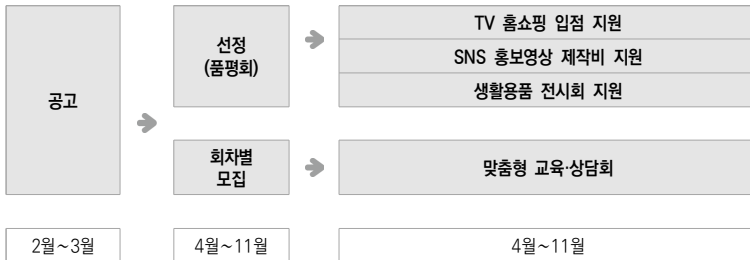 공고
선정
(품평회)
TV 홈쇼핑 입점 지원
SNS 홍보영상 제작비 지원
생활용품 전시회 지원
회차별
모집
맞춤형 교육·상담회
2월~3월
4월~11월
4월~11월